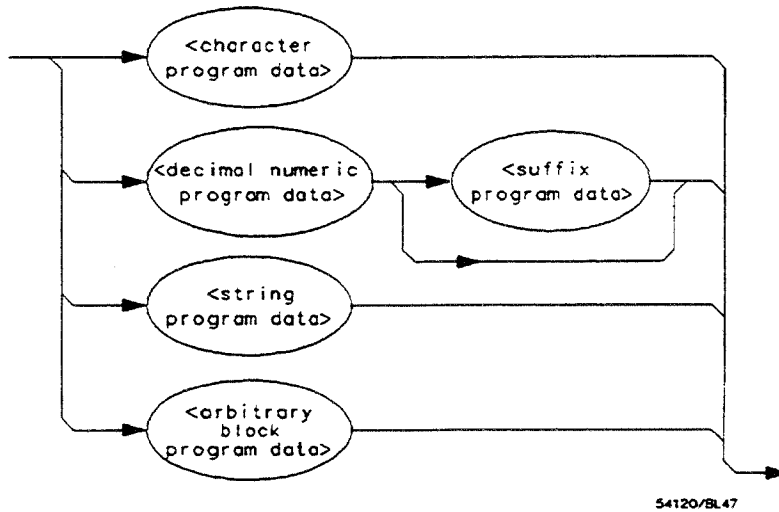 <character
program data>
<decimal numeric
program data>
<suffix
program data>
<string
program data>
<arbitrary
block
program data>
54120/BL47